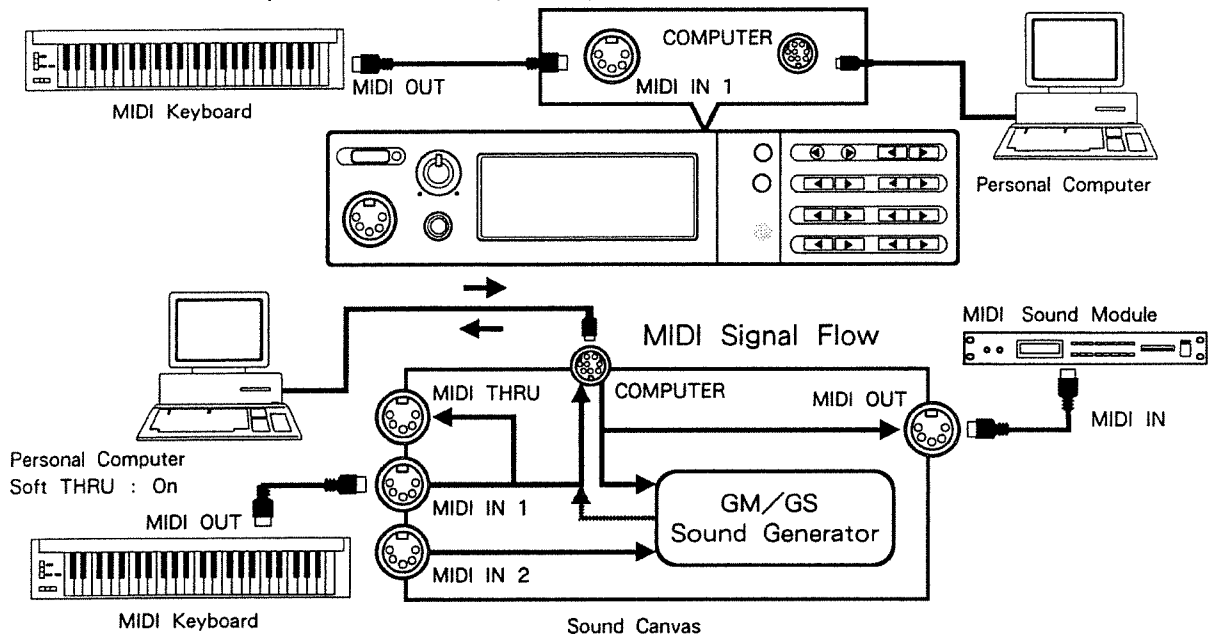 COMPUTER
MIDI OUT
MIDI IN 1
MIDI Keyboard
Personal Computer
MIDI Signal Flow
MIDI Sound Module
MIDI THRU
COMPUTER
MIDI OUT
MIDI IN
Personal Computer
Soft THRU : On
MIDI OUT
MIDI IN 1
GM/GS
Sound Generator
MIDI IN 2
MIDI Keyboard
Sound Canvas